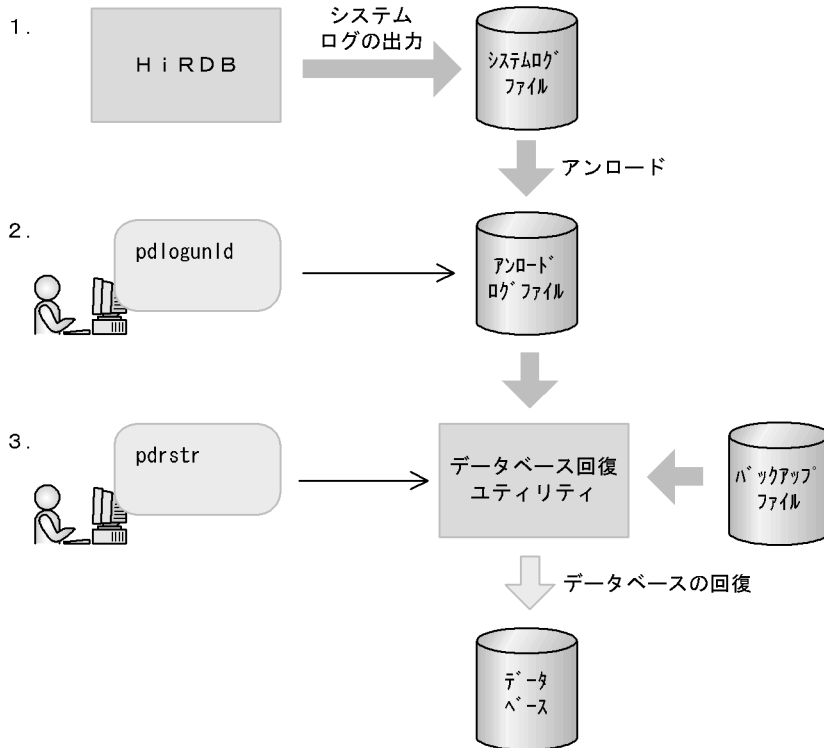 1.
HiRDB
システム
ログの出力
ｼｽﾃﾑﾛｸﾞ
ﾌｧｲﾙ
アンロード
2.
pdlogunld
ｱﾝﾛｰﾄﾞ
ﾛｸﾞﾌｧｲﾙ
3.
pdrstr
データベース回復
ユティリティ
ﾊﾞｯｸｱｯﾌﾟ
ﾌｧｲﾙ
データベースの回復
ﾃﾞｰﾀ
ﾍﾞｰｽ